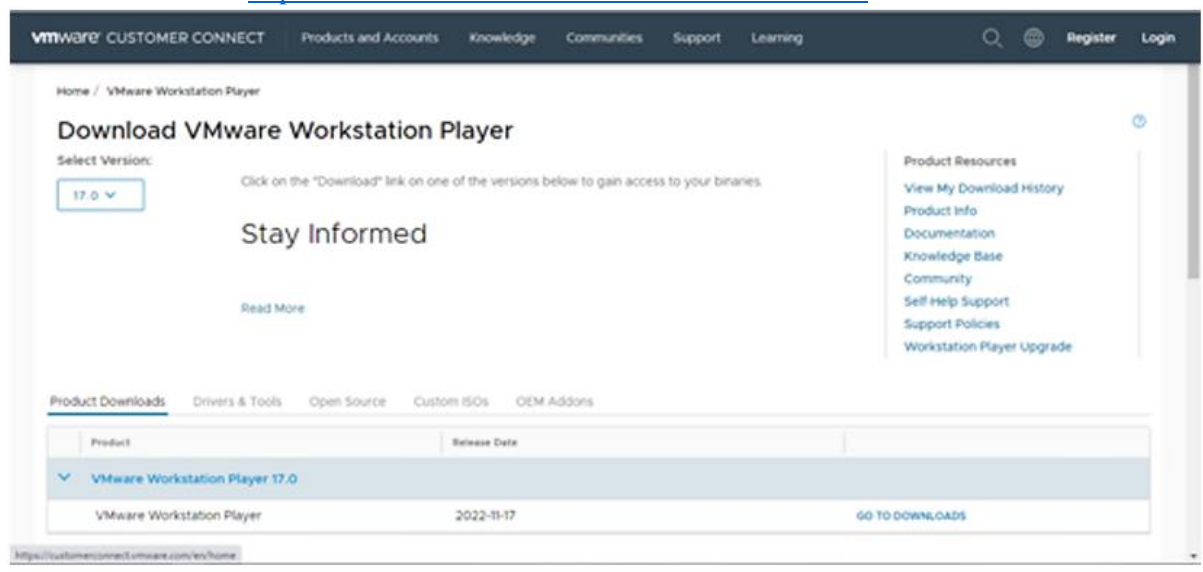 vmware CUSTOMER CONNECT Products and Accounts Knowledge Communities Support Learning Register Login
Home / VMware Workstation Player
Download VMware Workstation Player
Select Version:
17.0
Click on the "Download" link on one of the versions below to gain access to your binaries.
Stay Informed
Read More
Product Resources
View My Download History
Product Info
Documentation
Knowledge Base
Community
Self-Help Support
Support Policies
Workstation Player Upgrade
Product Downloads Drivers & Tools Open Source Custom ISOs OEM Addons
Product Release Date
VMware Workstation Player 17.0
VMware Workstation Player 2022-11-17 GO TO DOWNLOADS
https://customerconnect.vmware.com/en/home